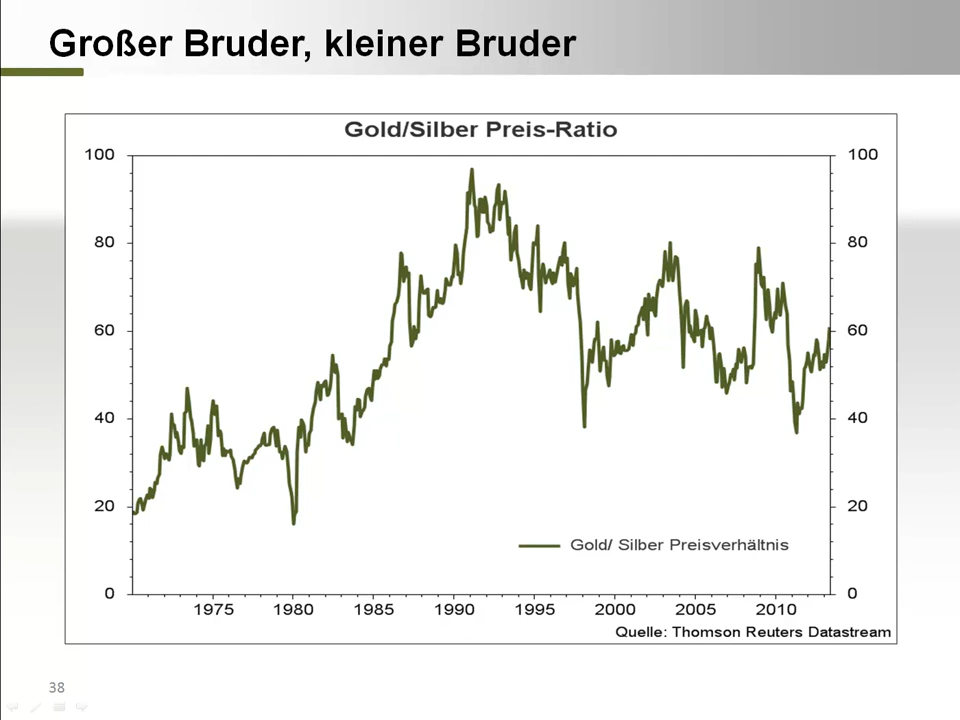 Großer Bruder, kleiner Bruder
Gold/Silber Preis-Ratio
100 100
80 80
60 60
40 40
20 20
Gold/ Silber Preisverhältnis
0 0
1975 1980 1985 1990 1995 2000 2005 2010
Quelle: Thomson Reuters Datastream
38